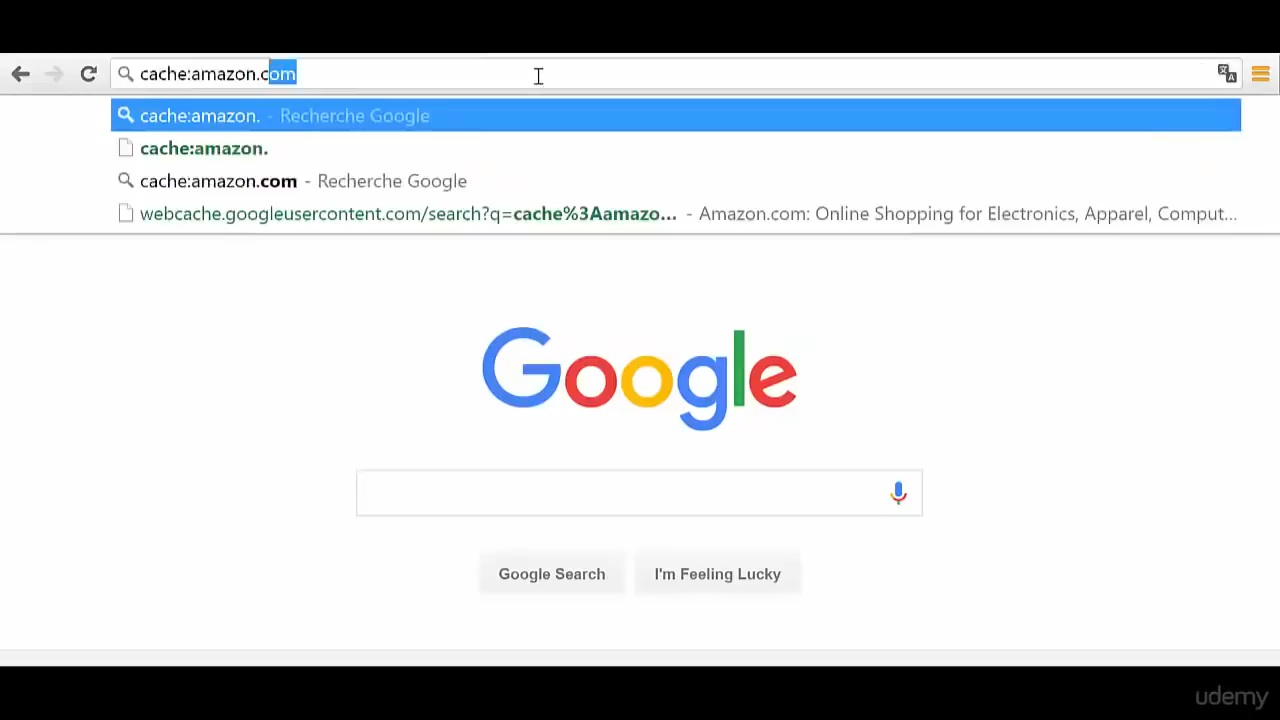 cache:amazon.com
cache:amazon. - Recherche Google
cache:amazon.
cache:amazon.com - Recherche Google
webcache.googleusercontent.com/search?q=cache%3Aamazo... - Amazon.com: Online Shopping for Electronics, Apparel, Comput...
Google
Google Search
I'm Feeling Lucky
udemy